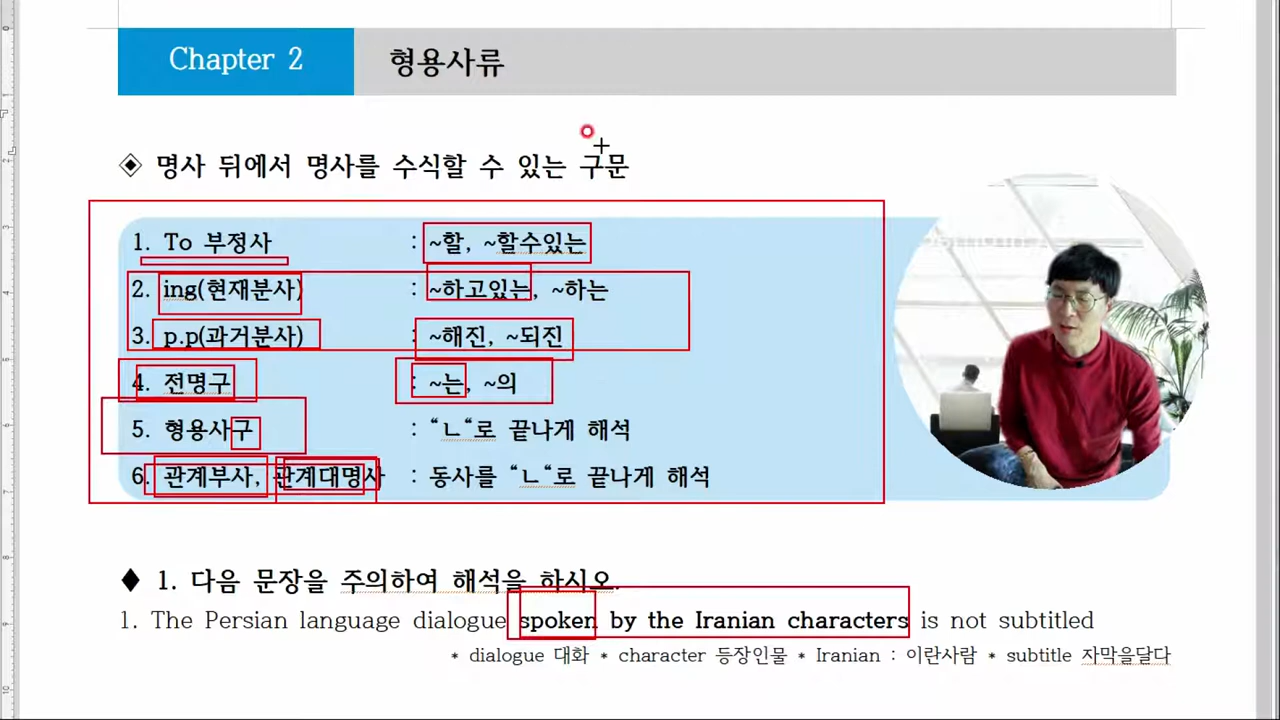 Chapter 2 형용사류
◈ 명사 뒤에서 명사를 수식할 수 있는 구문
1. To 부정사 : ~할, ~할수있는
2. ing(현재분사) : ~하고있는, ~하는
3. p.p(과거분사) : ~해진, ~되진
4. 전명구 : ~는, ~의
5. 형용사구 : “ㄴ“로 끝나게 해석
6. 관계부사, 관계대명사 : 동사를 “ㄴ“로 끝나게 해석
♦ 1. 다음 문장을 주의하여 해석을 하시오.
1. The Persian language dialogue spoken by the Iranian characters is not subtitled
* dialogue 대화 * character 등장인물 * Iranian : 이란사람 * subtitle 자막을달다